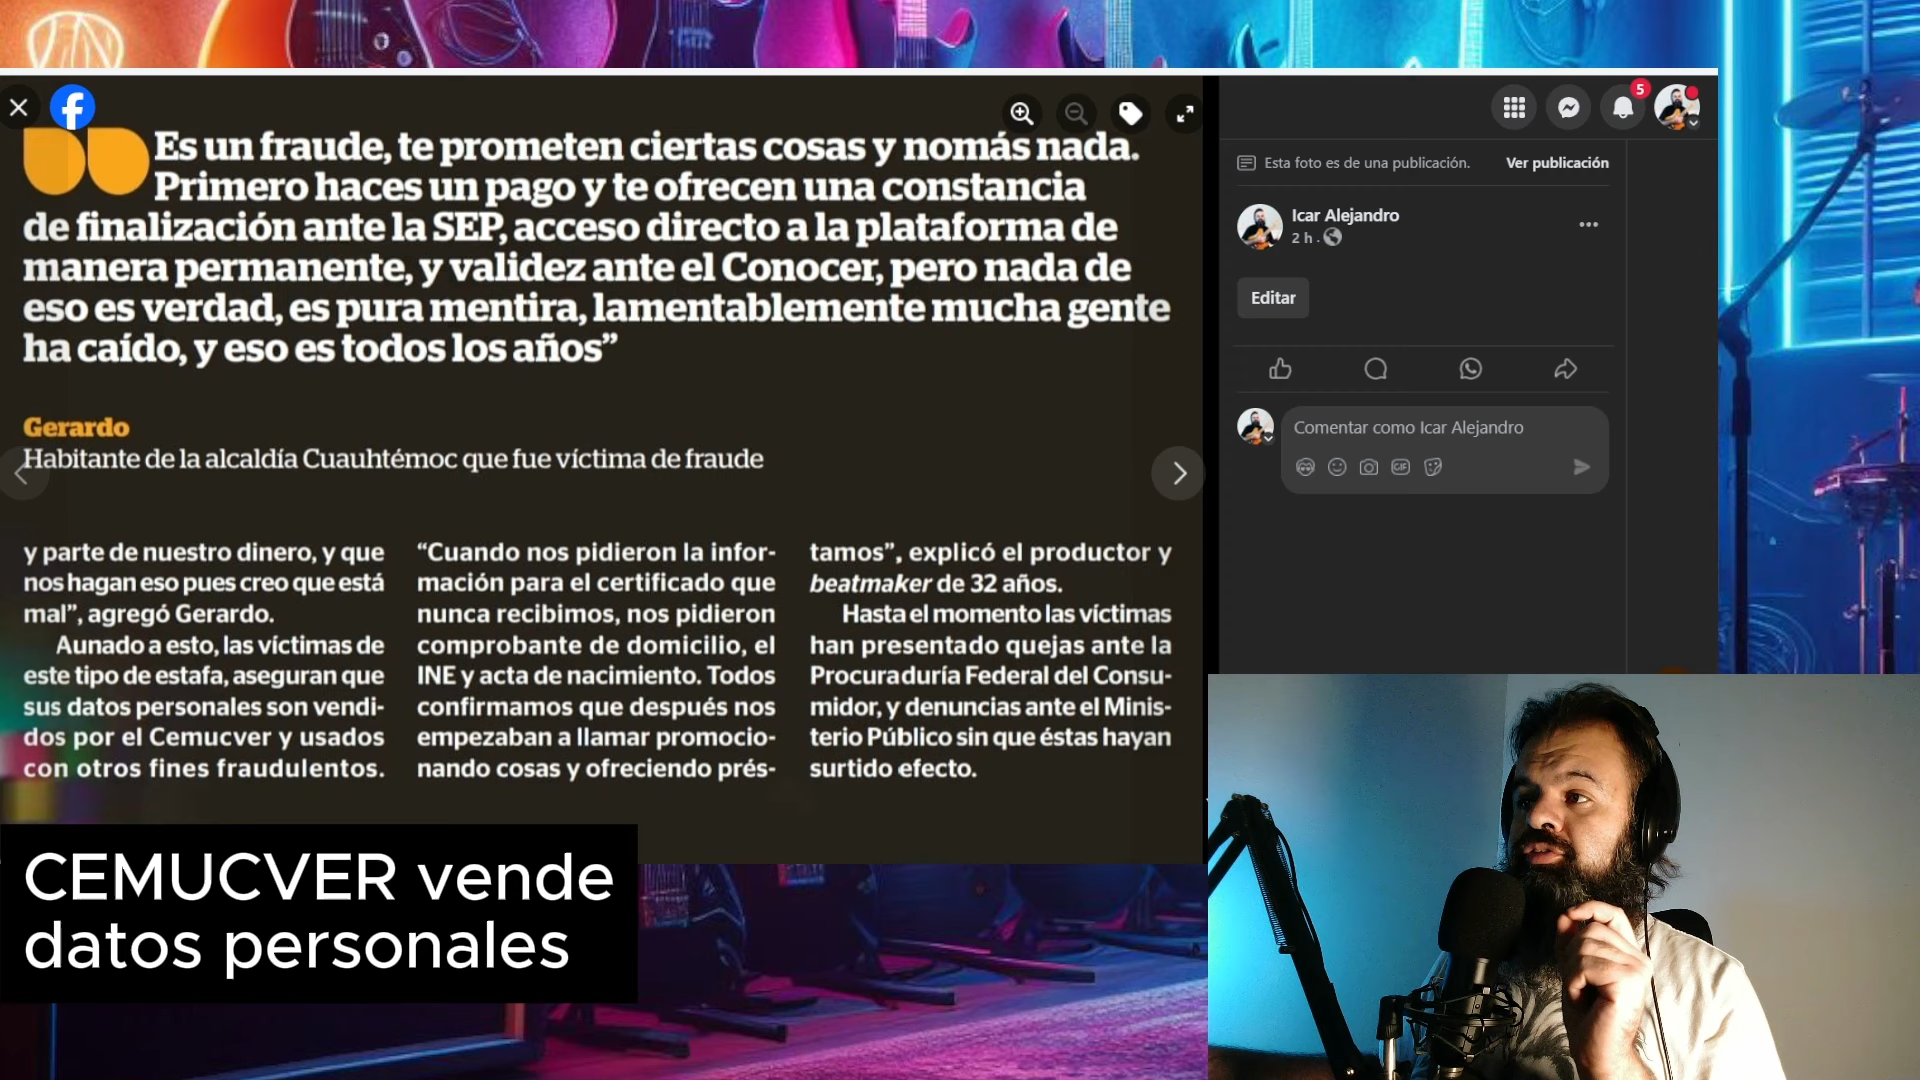 Es un fraude, te prometen ciertas cosas y nomás nada.
Primero haces un pago y te ofrecen una constancia
de finalización ante la SEP, acceso directo a la plataforma de
manera permanente, y validez ante el Conocer, pero nada de
eso es verdad, es pura mentira, lamentablemente mucha gente
ha caído, y eso es todos los años”
Gerardo
Habitante de la alcaldía Cuauhtémoc que fue víctima de fraude
y parte de nuestro dinero, y que
nos hagan eso pues creo que está
mal”, agregó Gerardo.
Aunado a esto, las víctimas de
este tipo de estafa, aseguran que
sus datos personales son vendi-
dos por el Cemucver y usados
con otros fines fraudulentos.
“Cuando nos pidieron la infor-
mación para el certificado que
nunca recibimos, nos pidieron
comprobante de domicilio, el
INE y acta de nacimiento. Todos
confirmamos que después nos
empezaban a llamar promocio-
nando cosas y ofreciendo prés-
tamos”, explicó el productor y
beatmaker de 32 años.
Hasta el momento las víctimas
han presentado quejas ante la
Procuraduría Federal del Consu-
midor, y denuncias ante el Minis-
terio Público sin que éstas hayan
surtido efecto.
5
Esta foto es de una publicación.
Ver publicación
Icar Alejandro
2 h ·
Editar
Comentar como Icar Alejandro
GIF
CEMUCVER vende
datos personales